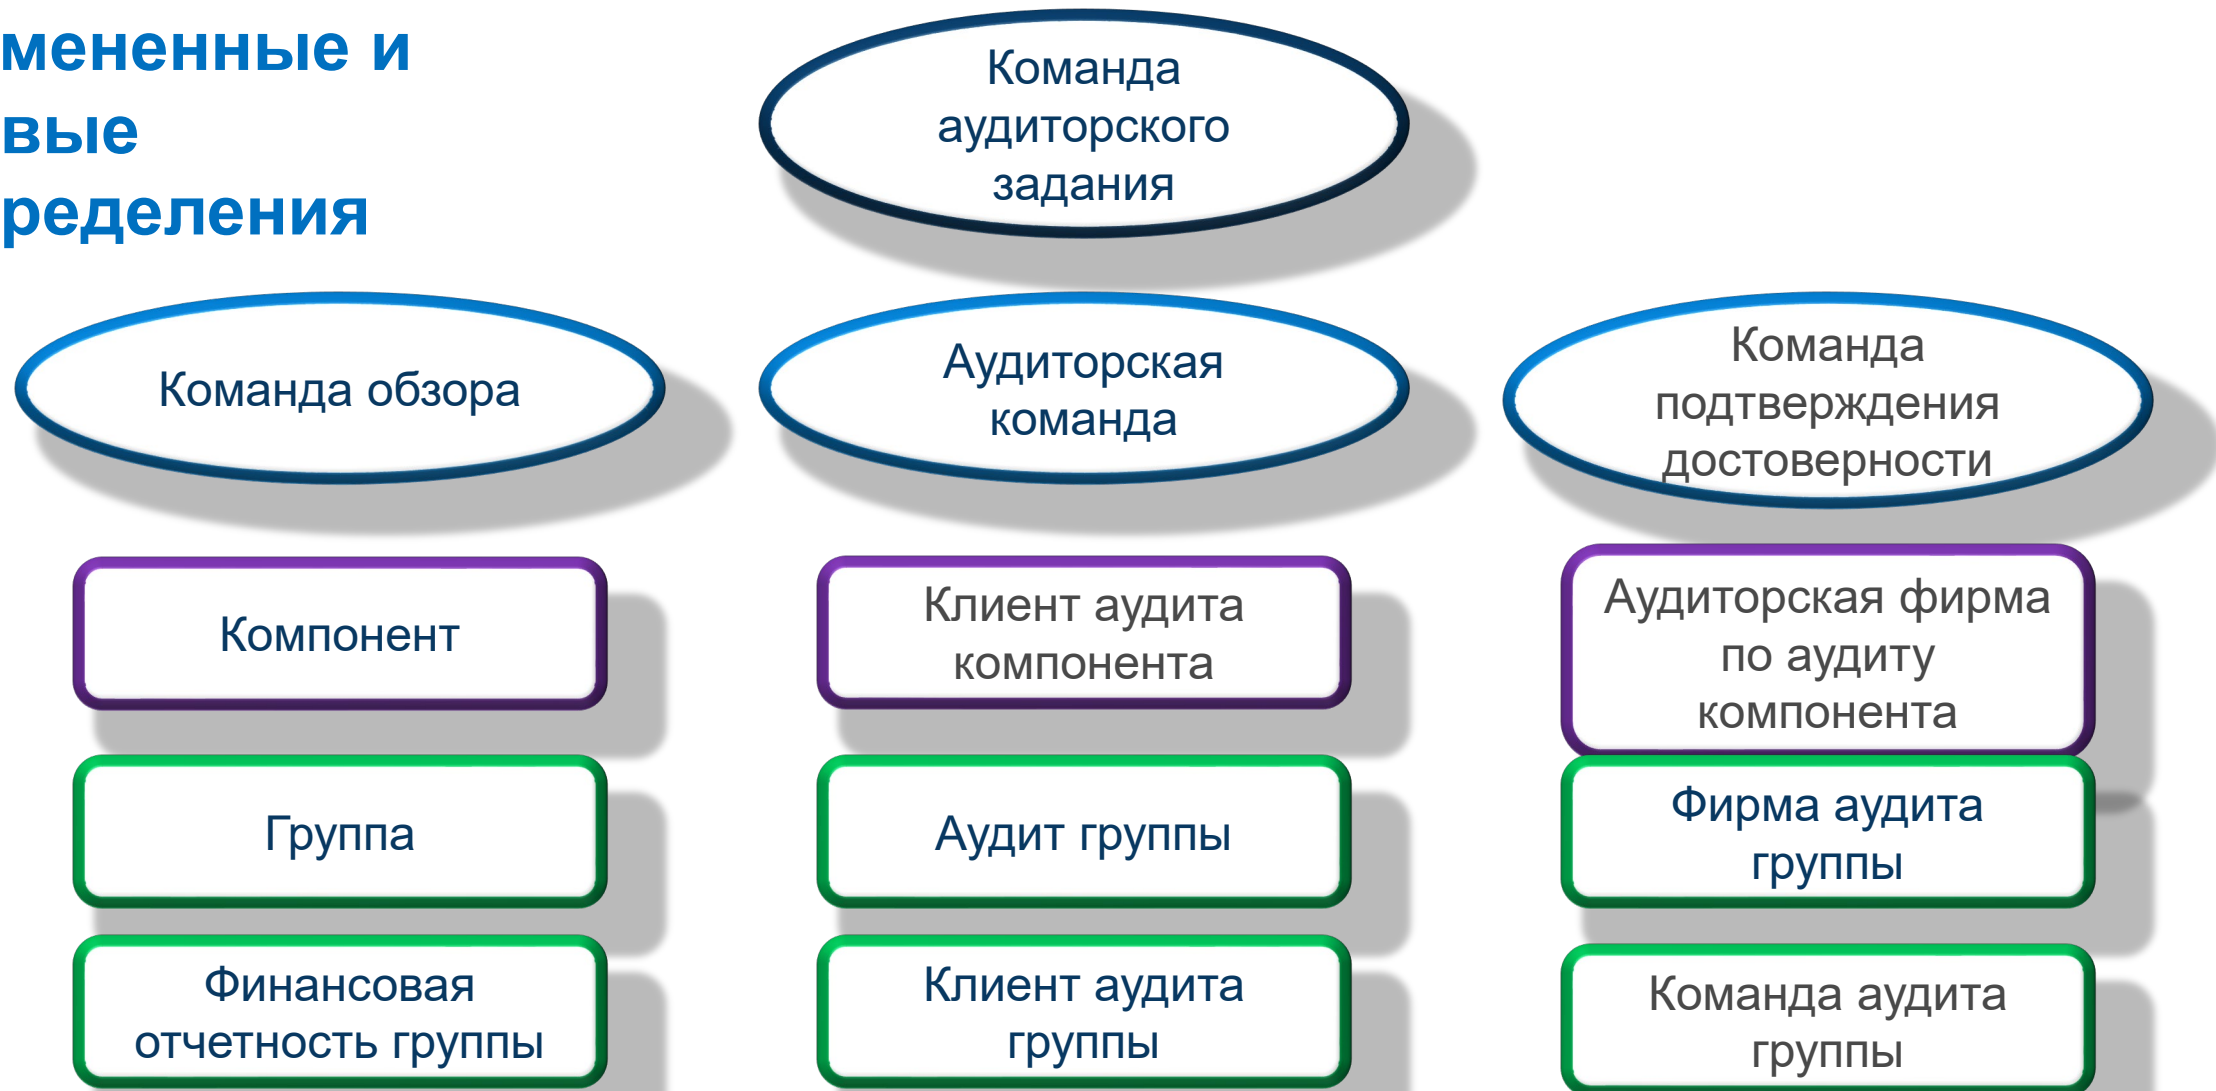 мененные и
вые
ределения
Команда
аудиторского
задания
Команда обзора
Аудиторская
команда
Команда
подтверждения
достоверности
Компонент
Клиент аудита
компонента
Аудиторская фирма
по аудиту
компонента
Группа
Аудит группы
Фирма аудита
группы
Финансовая
отчетность группы
Клиент аудита
группы
Команда аудита
группы